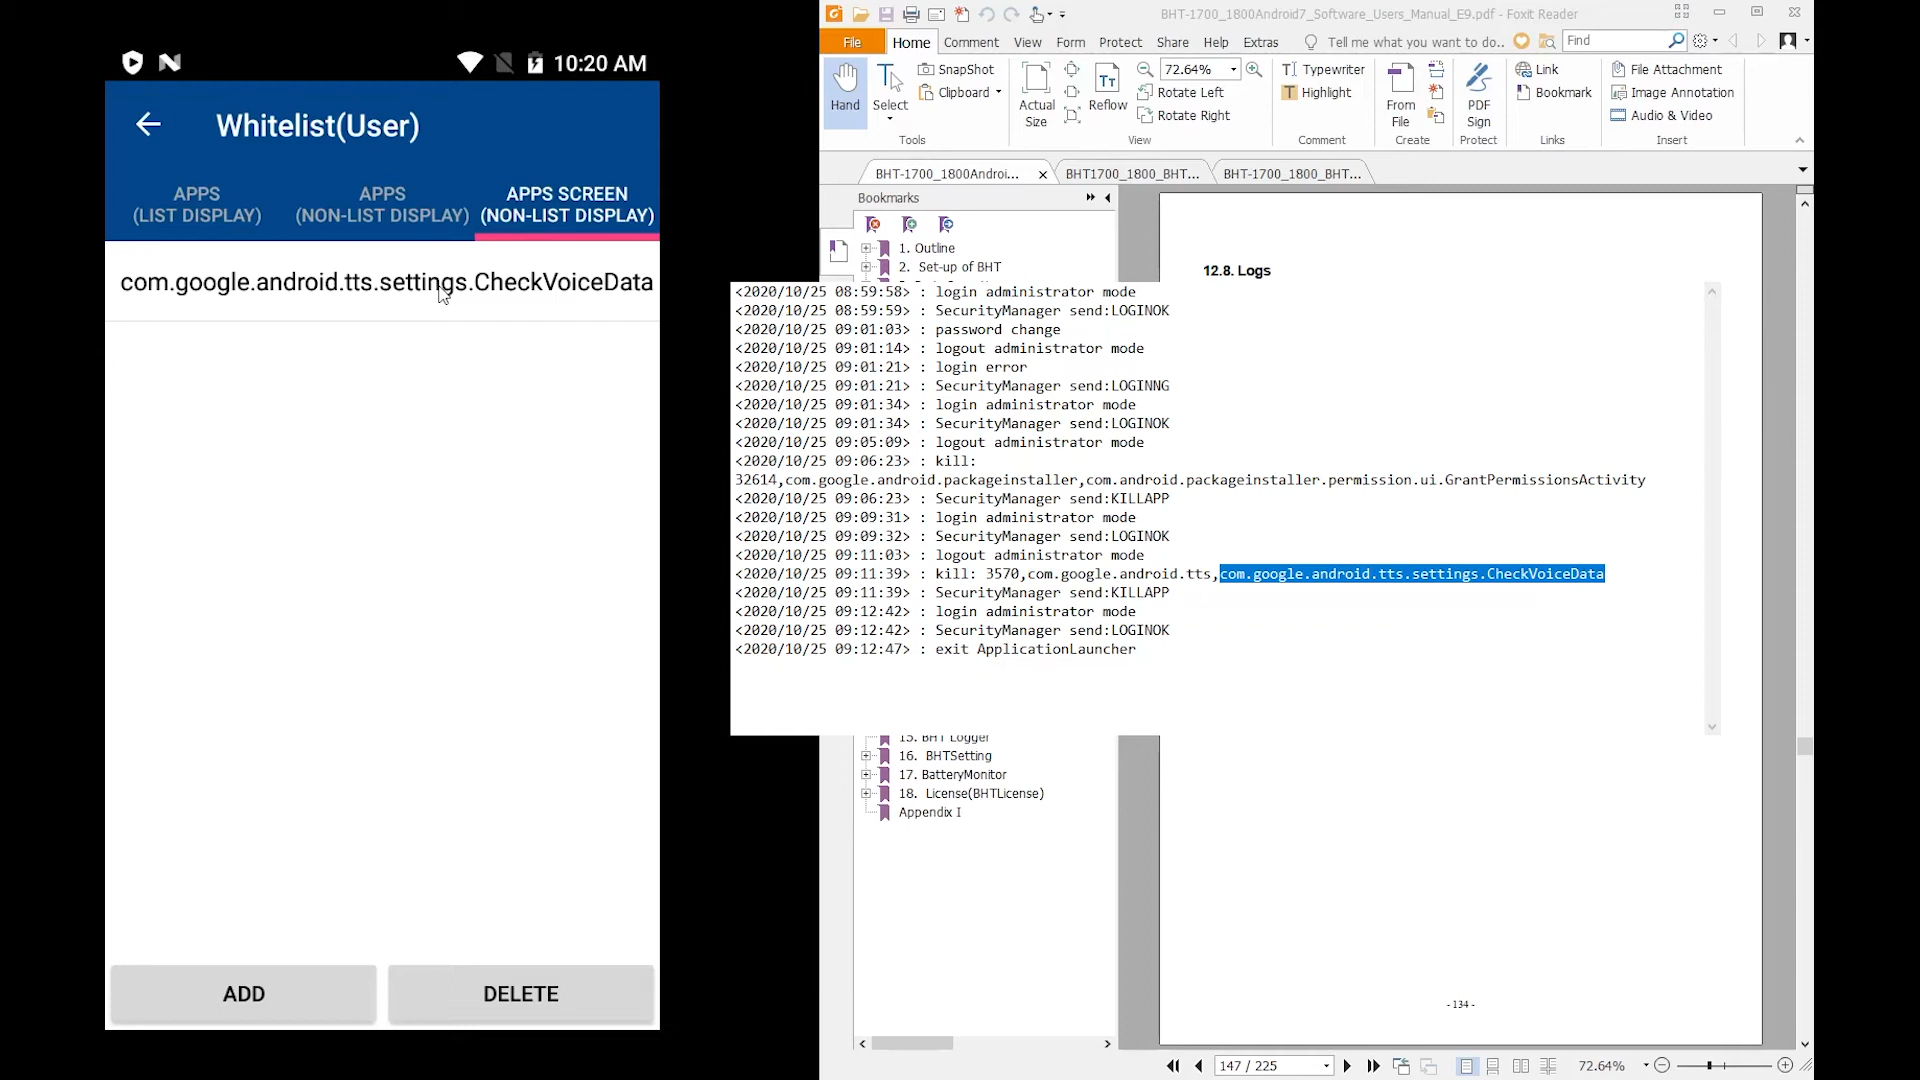 10:20 AM
Whitelist(User)
APPS
(LIST DISPLAY)
APPS
(NON-LIST DISPLAY)
APPS SCREEN
(NON-LIST DISPLAY)
com.google.android.tts.settings.CheckVoiceData
ADD
DELETE
BHT-1700_1800Android7_Software_Users_Manual_E9.pdf - Foxit Reader
File
Home
Comment
View
Form
Protect
Share
Help
Extras
Tell me what you want to do..
Find
Hand
Select
SnapShot
Clipboard
Tools
Actual
Size
Reflow
72.64%
Rotate Left
Rotate Right
View
Typewriter
Highlight
Comment
From
File
Create
PDF
Sign
Protect
Link
Bookmark
Links
File Attachment
Image Annotation
Audio & Video
Insert
BHT-1700_1800Androi...
BHT1700_1800_BHT...
BHT-1700_1800_BHT...
Bookmarks
1. Outline
2. Set-up of BHT
12.8. Logs
<2020/10/25 08:59:58> : login administrator mode
<2020/10/25 08:59:59> : SecurityManager send:LOGINOK
<2020/10/25 09:01:03> : password change
<2020/10/25 09:01:14> : logout administrator mode
<2020/10/25 09:01:21> : login error
<2020/10/25 09:01:21> : SecurityManager send:LOGINNG
<2020/10/25 09:01:34> : login administrator mode
<2020/10/25 09:01:34> : SecurityManager send:LOGINOK
<2020/10/25 09:05:09> : logout administrator mode
<2020/10/25 09:06:23> : kill:
32614,com.google.android.packageinstaller,com.android.packageinstaller.permission.ui.GrantPermissionsActivity
<2020/10/25 09:06:23> : SecurityManager send:KILLAPP
<2020/10/25 09:09:31> : login administrator mode
<2020/10/25 09:09:32> : SecurityManager send:LOGINOK
<2020/10/25 09:11:03> : logout administrator mode
<2020/10/25 09:11:39> : kill: 3570,com.google.android.tts,com.google.android.tts.settings.CheckVoiceData
<2020/10/25 09:11:39> : SecurityManager send:KILLAPP
<2020/10/25 09:12:42> : login administrator mode
<2020/10/25 09:12:42> : SecurityManager send:LOGINOK
<2020/10/25 09:12:47> : exit ApplicationLauncher
15. BHT Logger
16. BHTSetting
17. BatteryMonitor
18. License(BHTLicense)
Appendix I
- 134 -
147 / 225
72.64%